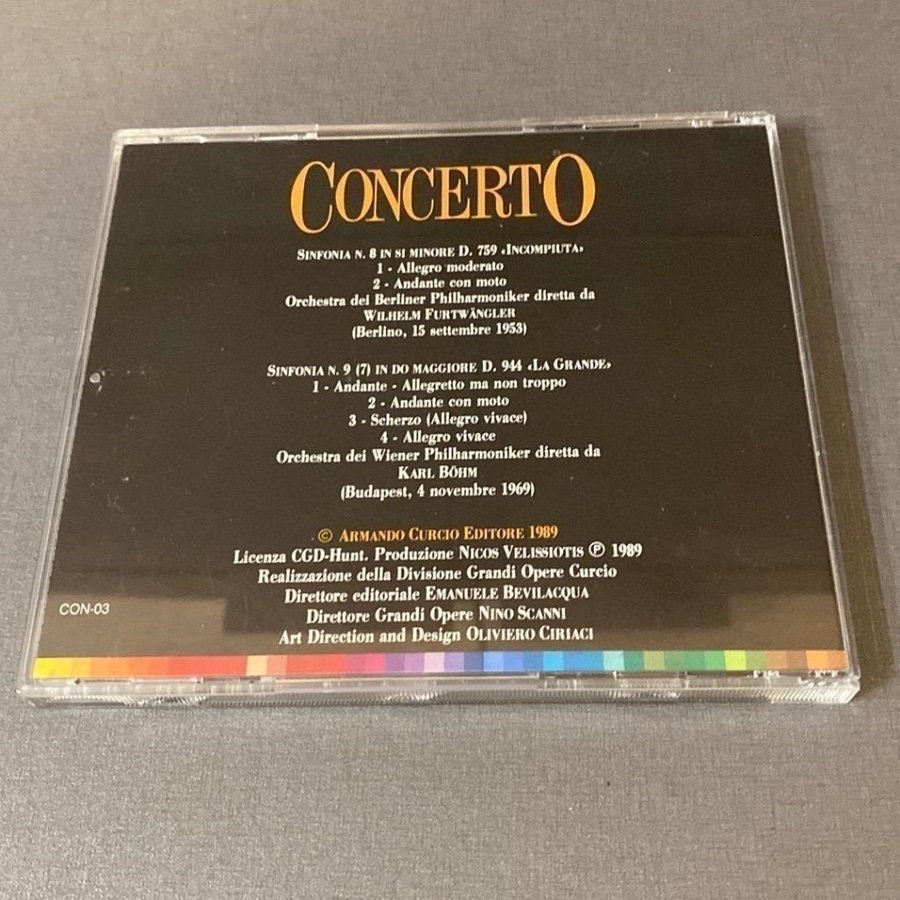 CONCERTO
SINFONIA N. 8 IN SI MINORE D. 759 «INCOMPIUTA»
1 - Allegro moderato
2 - Andante con moto
Orchestra dei Berliner Philharmoniker diretta da
WILHELM FURTWÄNGLER
(Berlino, 15 settembre 1953)
SINFONIA N. 9 (7) IN DO MAGGIORE D. 944 «LA GRANDE»
1 - Andante - Allegretto ma non troppo
2 - Andante con moto
3 - Scherzo (Allegro vivace)
4 - Allegro vivace
Orchestra dei Wiener Philharmoniker diretta da
KARL BÖHM
(Budapest, 4 novembre 1969)
© ARMANDO CURCIO EDITORE 1989
Licenza CGD-Hunt. Produzione NICOS VELISSIOTIS ℗ 1989
Realizzazione della Divisione Grandi Opere Curcio
Direttore editoriale EMANUELE BEVILACQUA
Direttore Grandi Opere NINO SCANNI
Art Direction and Design OLIVIERO CIRIACI
CON-03